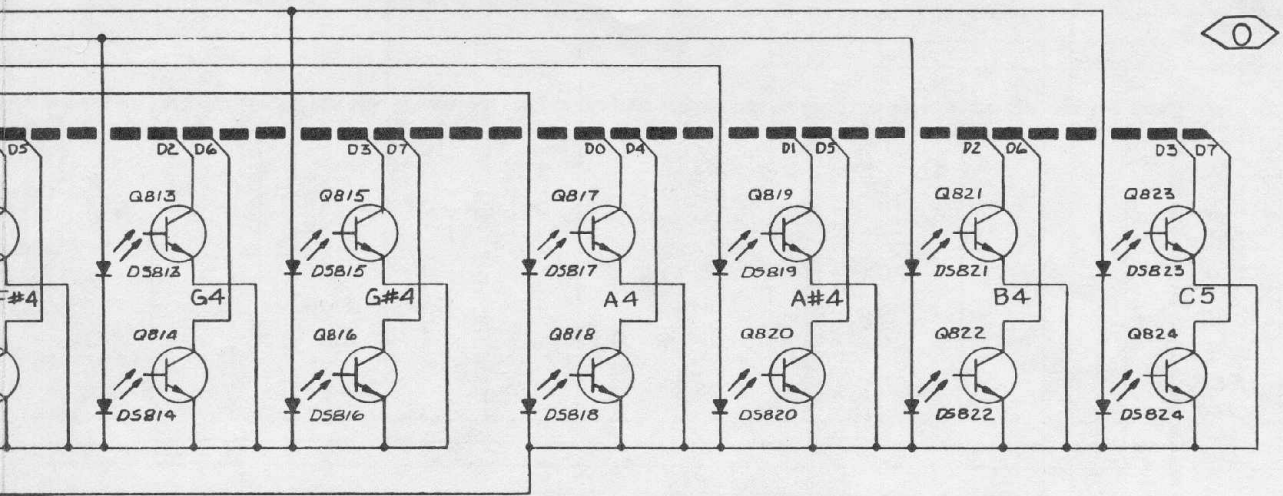 0
D5 D2 D6 D3 D7 D0 D4 D1 D5 D2 D6 D3 D7
Q813 Q815 Q817 Q819 Q821 Q823
DS813 DS815 DS817 DS819 DS821 DS823
F#4 G4 G#4 A4 A#4 B4 C5
Q814 Q816 Q818 Q820 Q822 Q824
DS814 DS816 DS818 DS820 DS822 DS824